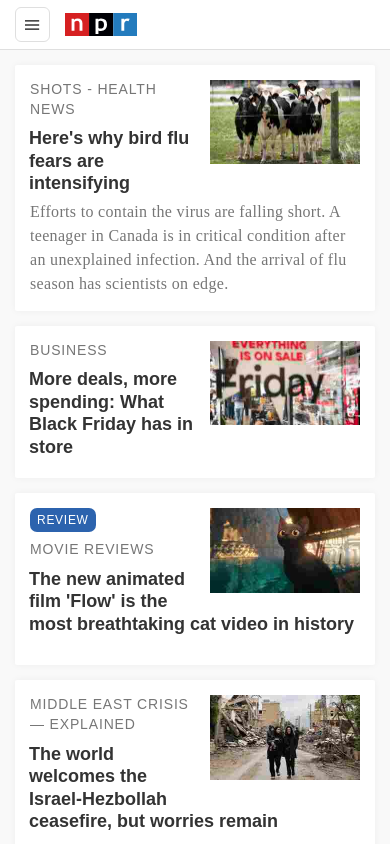 npr
SHOTS - HEALTH
NEWS
Here's why bird flu
fears are
intensifying
Efforts to contain the virus are falling short. A
teenager in Canada is in critical condition after
an unexplained infection. And the arrival of flu
season has scientists on edge.
BUSINESS
More deals, more
spending: What
Black Friday has in
store
EVERYTHING
IS ON SALE
Friday
REVIEW
MOVIE REVIEWS
The new animated
film 'Flow' is the
most breathtaking cat video in history
MIDDLE EAST CRISIS
— EXPLAINED
The world
welcomes the
Israel-Hezbollah
ceasefire, but worries remain